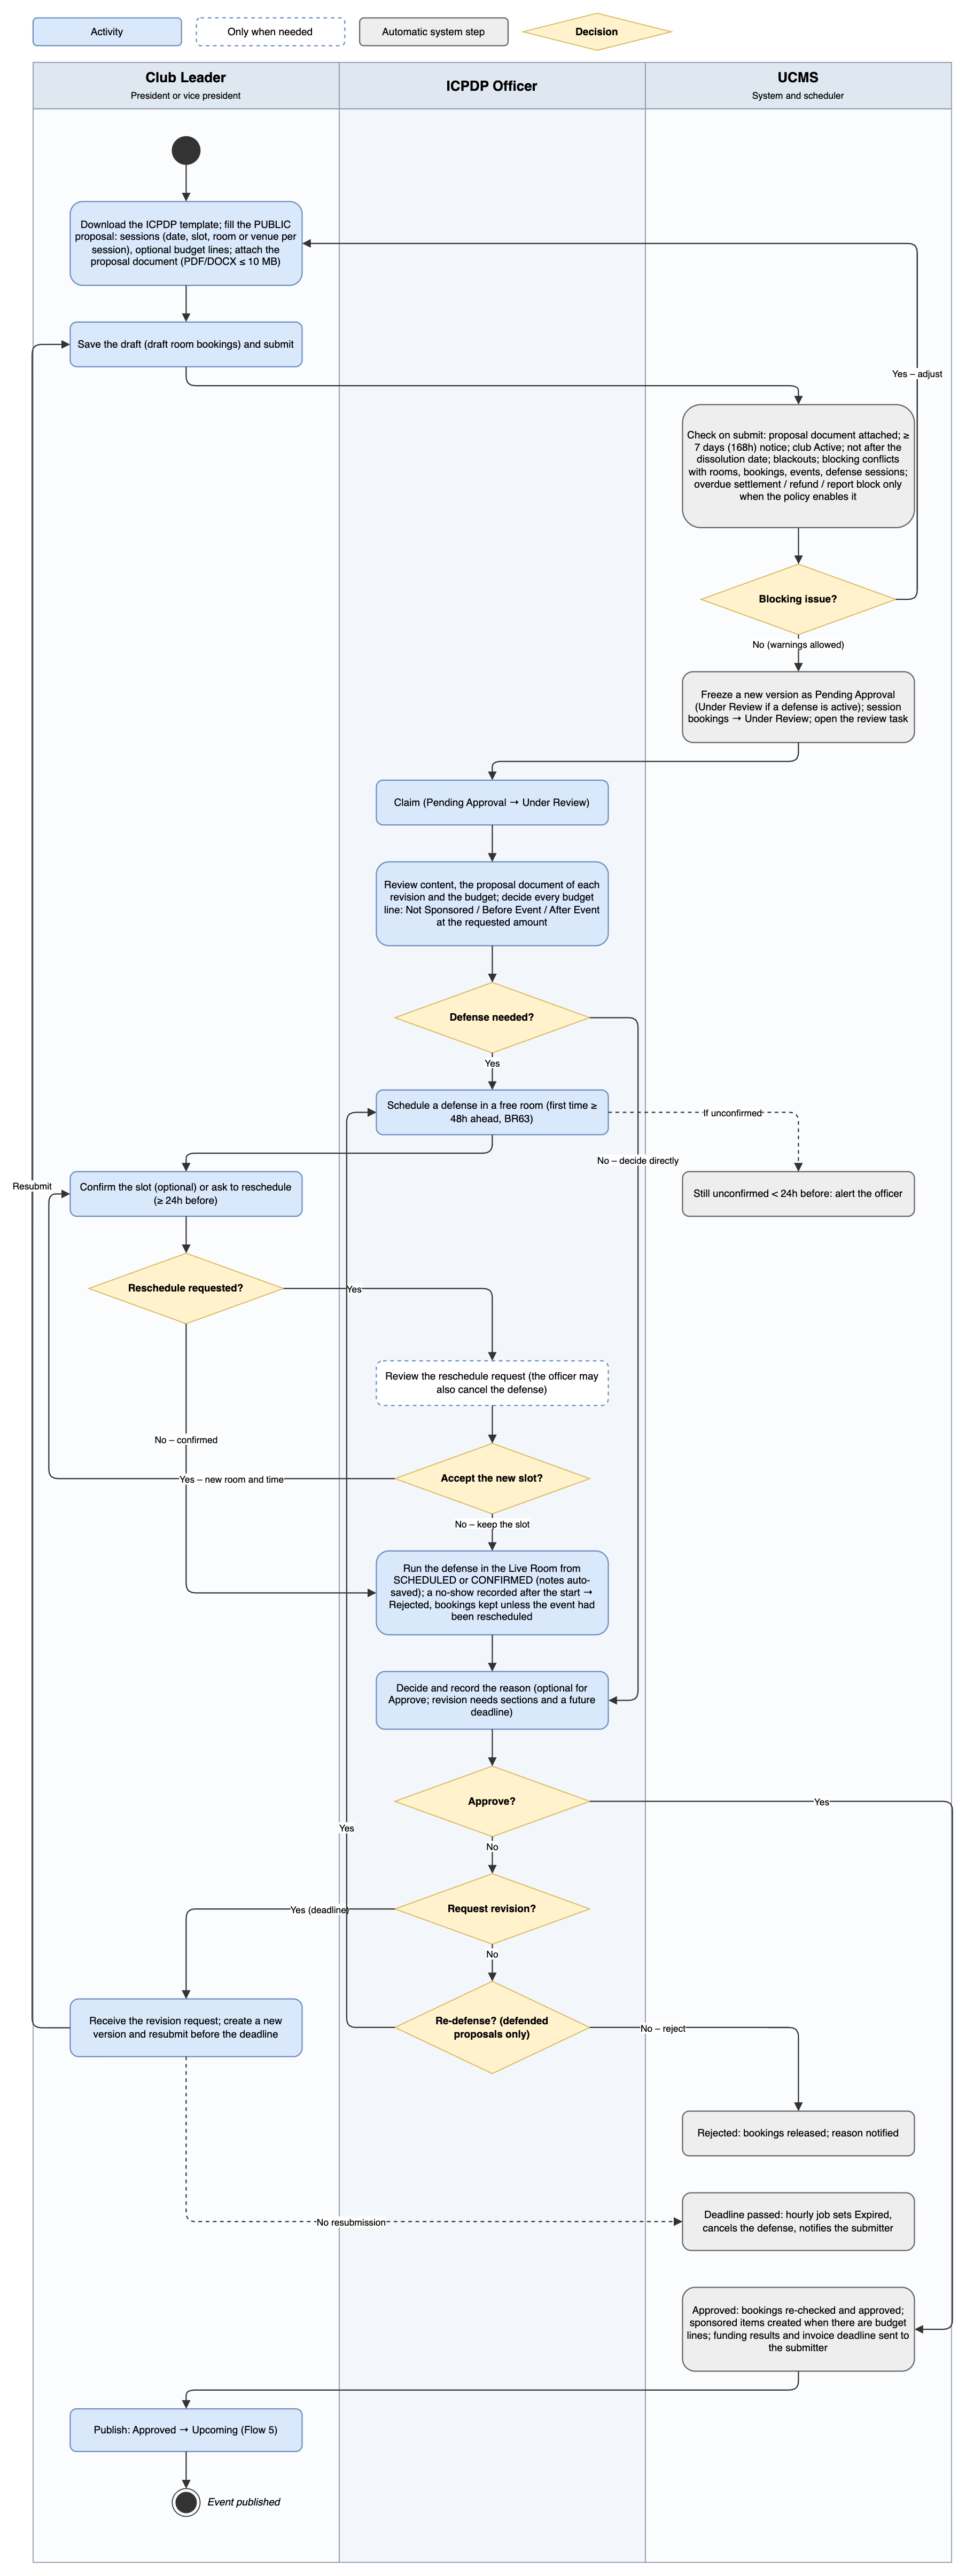 Activity
Only when needed
Automatic system step
Decision
Club Leader
President or vice president
ICPDP Officer
UCMS
System and scheduler
Download the ICPDP template; fill the PUBLIC
proposal: sessions (date, slot, room or venue per
session), optional budget lines; attach the
proposal document (PDF/DOCX ≤ 10 MB)
Save the draft (draft room bookings) and submit
Yes – adjust
Check on submit: proposal document attached; ≥
7 days (168h) notice; club Active; not after the
dissolution date; blackouts; blocking conflicts
with rooms, bookings, events, defense sessions;
overdue settlement / refund / report block only
when the policy enables it
Blocking issue?
No (warnings allowed)
Freeze a new version as Pending Approval
(Under Review if a defense is active); session
bookings → Under Review; open the review task
Claim (Pending Approval → Under Review)
Review content, the proposal document of each
revision and the budget; decide every budget
line: Not Sponsored / Before Event / After Event
at the requested amount
Defense needed?
Yes
Schedule a defense in a free room (first time ≥
48h ahead, BR63)
If unconfirmed
No – decide directly
Resubmit
Confirm the slot (optional) or ask to reschedule
(≥ 24h before)
Still unconfirmed < 24h before: alert the officer
Reschedule requested?
Yes
Review the reschedule request (the officer may
also cancel the defense)
No – confirmed
Yes – new room and time
Accept the new slot?
No – keep the slot
Run the defense in the Live Room from
SCHEDULED or CONFIRMED (notes auto-
saved); a no-show recorded after the start →
Rejected, bookings kept unless the event had
been rescheduled
Decide and record the reason (optional for
Approve; revision needs sections and a future
deadline)
Approve?
Yes
Yes
No
Yes (deadline)
Request revision?
No
Receive the revision request; create a new
version and resubmit before the deadline
Re-defense? (defended
proposals only)
No – reject
Rejected: bookings released; reason notified
No resubmission
Deadline passed: hourly job sets Expired,
cancels the defense, notifies the submitter
Approved: bookings re-checked and approved;
sponsored items created when there are budget
lines; funding results and invoice deadline sent to
the submitter
Publish: Approved → Upcoming (Flow 5)
Event published